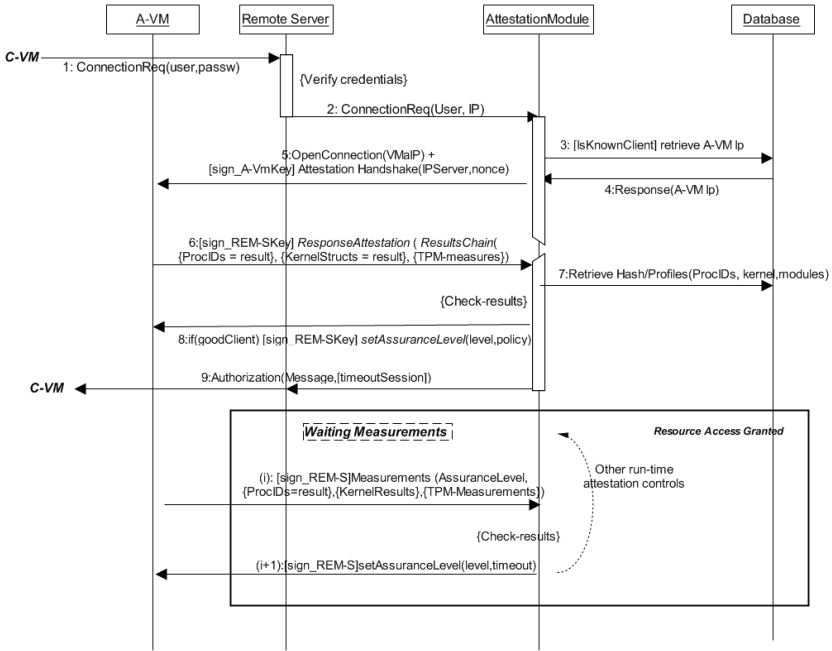 A-VM
Remote Server
AttestationModule
Database
C-VM
1: ConnectionReq(user,passw)
{Verify credentials}
2: ConnectionReq(User, IP)
3: [IsKnownClient] retrieve A-VM Ip
5:OpenConnection(VMaIP) +
[sign_A-VmKey] Attestation Handshake(IPServer,nonce)
4:Response(A-VM Ip)
6:[sign_REM-SKey] ResponseAttestation ( ResultsChain(
{ProcIDs = result}, {KernelStructs = result}, {TPM-measures})
7:Retrieve Hash/Profiles(ProcIDs, kernel,modules)
{Check-results}
8:if(goodClient) [sign_REM-SKey] setAssuranceLevel(level,policy)
9:Authorization(Message,[timeoutSession])
C-VM
Waiting Measurements
Resource Access Granted
Other run-time
attestation controls
(i): [sign_REM-S]Measurements (AssuranceLevel,
{ProcIDs=result},{KernelResults},{TPM-Measurements})
{Check-results}
(i+1):[sign_REM-S]setAssuranceLevel(level,timeout)